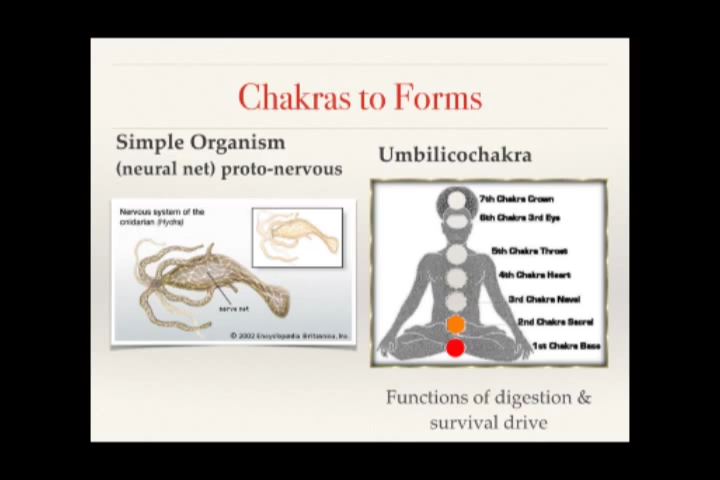 Chakras to Forms
Simple Organism
(neural net) proto-nervous
Umbilicochakra
Nervous system of the
cnidarian (Hydra)
nerve net
© 2002 Encyclopædia Britannica, Inc.
7th Chakra Crown
6th Chakra 3rd Eye
5th Chakra Throat
4th Chakra Heart
3rd Chakra Navel
2nd Chakra Sacral
1st Chakra Base
Functions of digestion &
survival drive